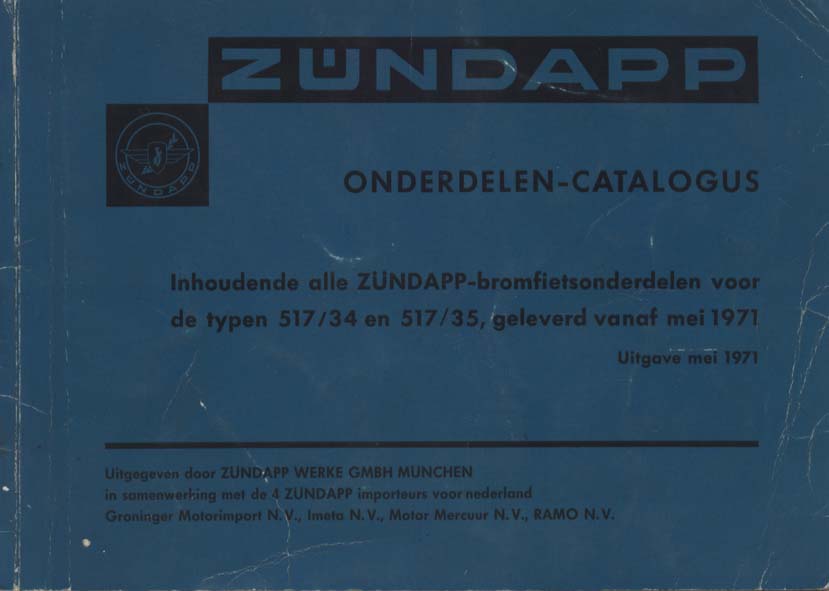 ZÜNDAPP
ZÜNDAPP
ONDERDELEN-CATALOGUS
Inhoudende alle ZÜNDAPP-bromfietsonderdelen voor
de typen 517/34 en 517/35, geleverd vanaf mei 1971
Uitgave mei 1971
Uitgegeven door ZÜNDAPP WERKE GMBH MÜNCHEN
in samenwerking met de 4 ZÜNDAPP importeurs voor nederland
Groninger Motorimport N.V., Imeta N.V., Motor Mercuur N.V., RAMO N.V.